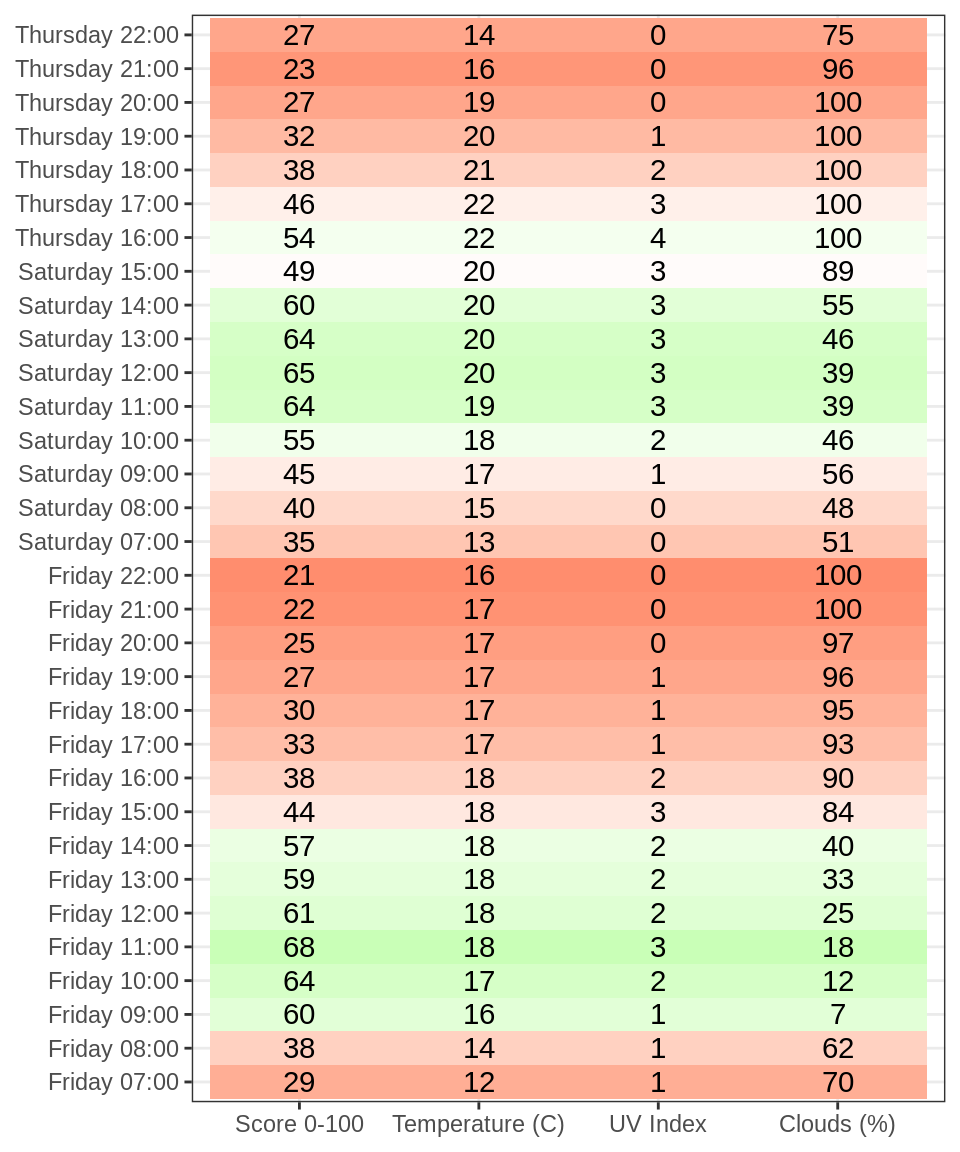 Thursday 22:00 27 14 0 75
Thursday 21:00 23 16 0 96
Thursday 20:00 27 19 0 100
Thursday 19:00 32 20 1 100
Thursday 18:00 38 21 2 100
Thursday 17:00 46 22 3 100
Thursday 16:00 54 22 4 100
Saturday 15:00 49 20 3 89
Saturday 14:00 60 20 3 55
Saturday 13:00 64 20 3 46
Saturday 12:00 65 20 3 39
Saturday 11:00 64 19 3 39
Saturday 10:00 55 18 2 46
Saturday 09:00 45 17 1 56
Saturday 08:00 40 15 0 48
Saturday 07:00 35 13 0 51
Friday 22:00 21 16 0 100
Friday 21:00 22 17 0 100
Friday 20:00 25 17 0 97
Friday 19:00 27 17 1 96
Friday 18:00 30 17 1 95
Friday 17:00 33 17 1 93
Friday 16:00 38 18 2 90
Friday 15:00 44 18 3 84
Friday 14:00 57 18 2 40
Friday 13:00 59 18 2 33
Friday 12:00 61 18 2 25
Friday 11:00 68 18 3 18
Friday 10:00 64 17 2 12
Friday 09:00 60 16 1 7
Friday 08:00 38 14 1 62
Friday 07:00 29 12 1 70
Score 0-100 Temperature (C) UV Index Clouds (%)